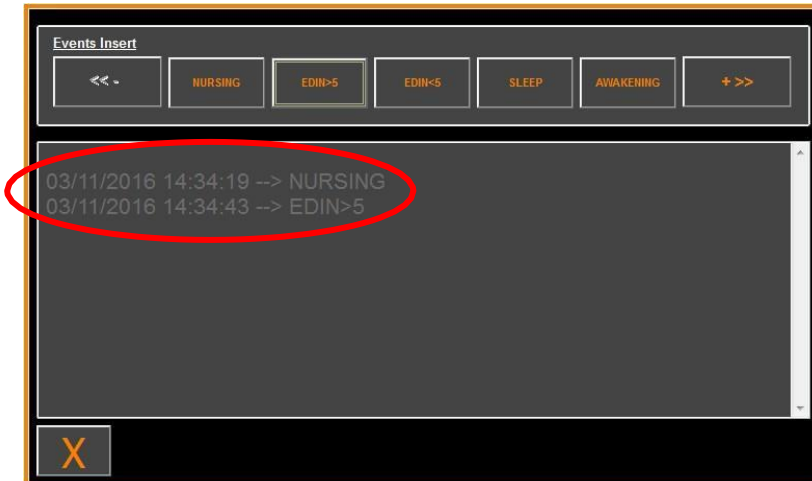 Events Insert
<< - NURSING EDIN>5 EDIN<5 SLEEP AWAKENING + >>
03/11/2016 14:34:19 --> NURSING
03/11/2016 14:34:43 --> EDIN>5
X